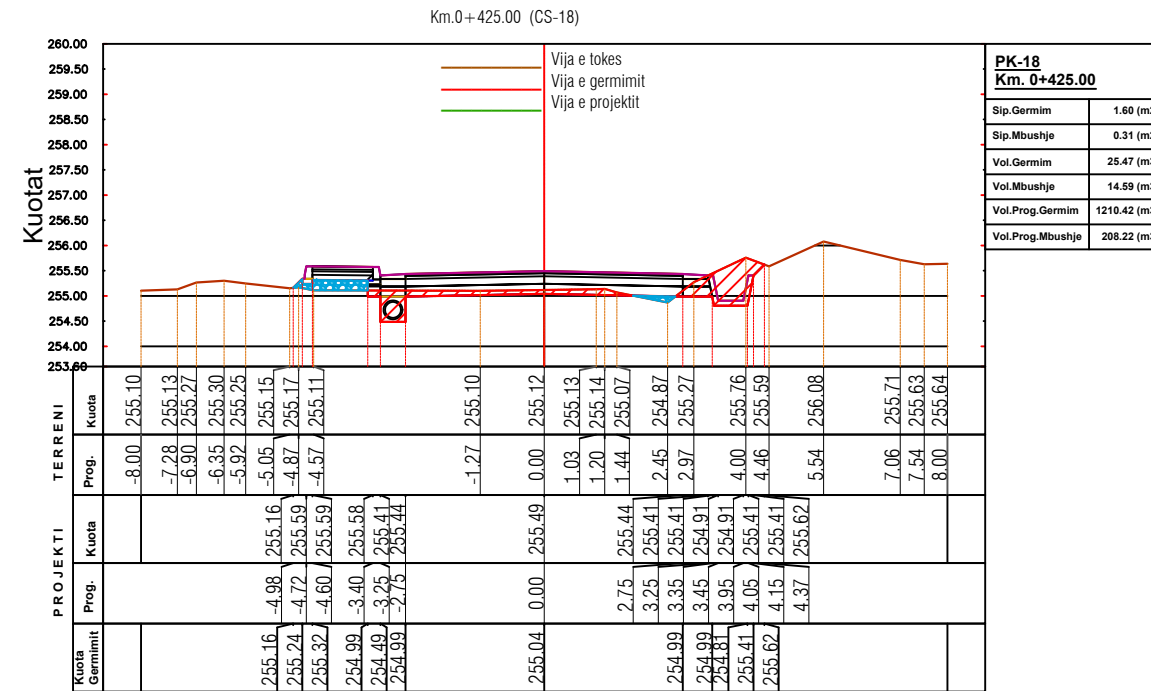 Km.0+425.00 (CS-18)
Kuotat
260.00
259.50
259.00
258.50
258.00
257.50
257.00
256.50
256.00
255.50
255.00
254.50
254.00
253.60
Vija e tokes
Vija e germimit
Vija e projektit
PK-18
Km. 0+425.00
Sip.Germim 1.60 (m
Sip.Mbushje 0.31 (m
Vol.Germim 25.47 (m
Vol.Mbushje 14.59 (m
Vol.Prog.Germim 1210.42 (m
Vol.Prog.Mbushje 208.22 (m
TERRENI
Kuota 255.10 255.13 255.27 255.30 255.25 255.15 255.17 255.11 255.10 255.12 255.13 255.14 255.07 254.87 255.27 255.76 255.59 256.08 255.71 255.63 255.64
Prog. -8.00 -7.28 -6.90 -6.35 -5.92 -5.05 -4.87 -4.57 -1.27 0.00 1.03 1.20 1.44 2.45 2.97 4.00 4.46 5.54 7.06 7.54 8.00
PROJEKTI
Kuota 255.16 255.59 255.59 255.58 255.41 255.44 255.49 255.44 255.41 255.41 254.91 254.91 255.41 255.41 255.62
Prog. -4.98 -4.72 -4.60 -3.40 -3.25 -2.75 0.00 2.75 3.25 3.35 3.45 3.95 4.05 4.15 4.37
Kuota Germimit 255.16 255.24 255.32 254.99 254.49 254.99 255.04 254.99 254.99 254.81 255.41 255.62